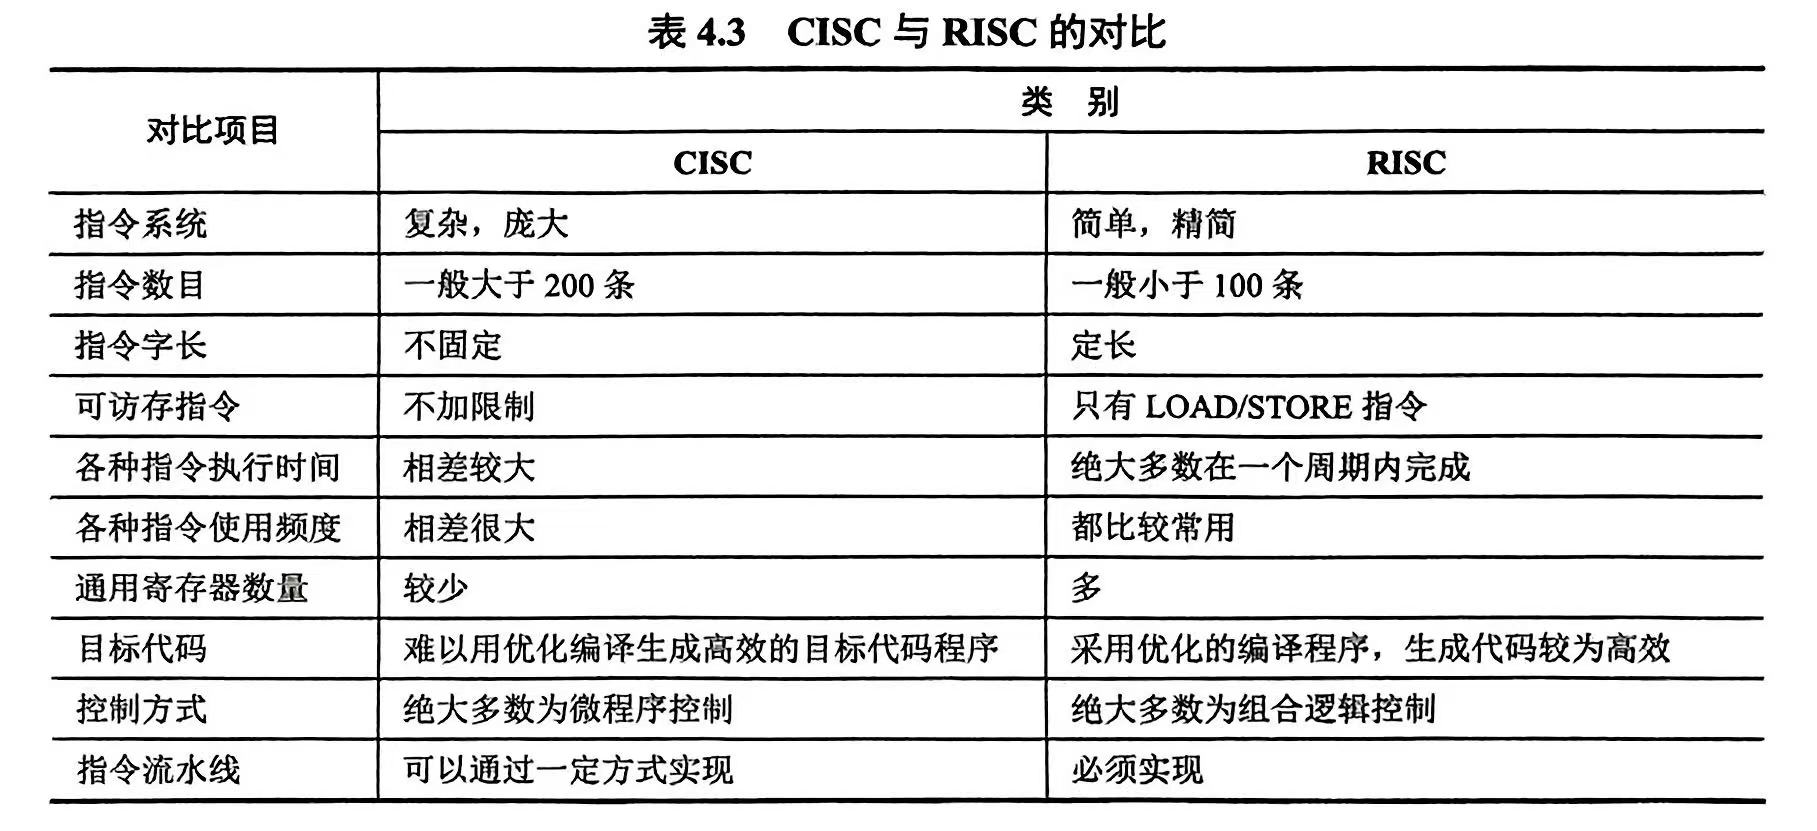 表 4.3 CISC 与 RISC 的对比
对比项目 类 别
CISC RISC
指令系统 复杂，庞大 简单，精简
指令数目 一般大于 200 条 一般小于 100 条
指令字长 不固定 定长
可访存指令 不加限制 只有 LOAD/STORE 指令
各种指令执行时间 相差较大 绝大多数在一个周期内完成
各种指令使用频度 相差很大 都比较常用
通用寄存器数量 较少 多
目标代码 难以用优化编译生成高效的目标代码程序 采用优化的编译程序，生成代码较为高效
控制方式 绝大多数为微程序控制 绝大多数为组合逻辑控制
指令流水线 可以通过一定方式实现 必须实现